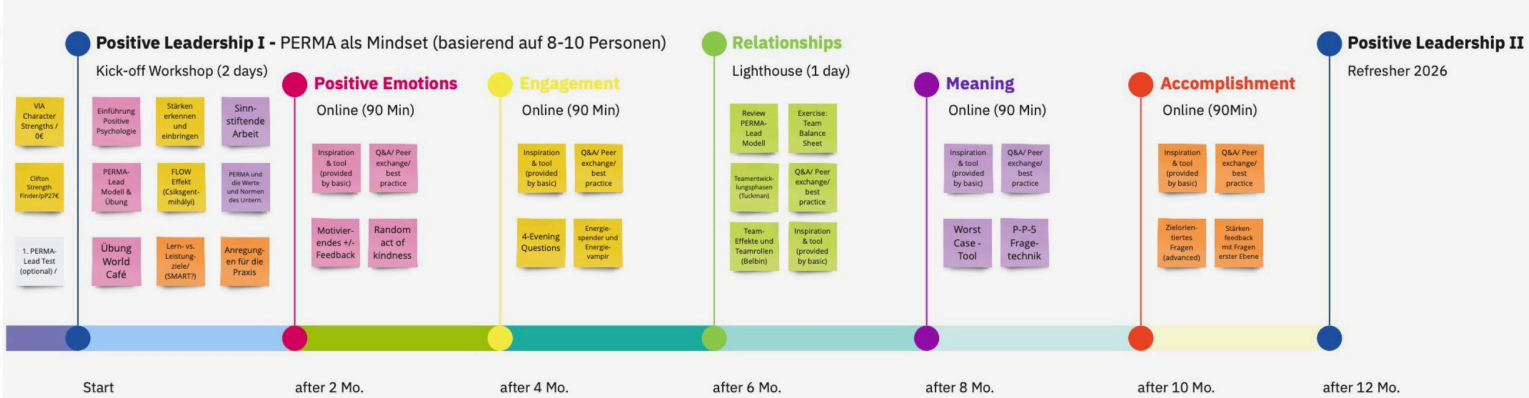 Positive Leadership I - PERMA als Mindset (basierend auf 8-10 Personen)
Kick-off Workshop (2 days)
VIA
Character
Strengths /
0€
Clifton
Strength
Finder/pP27€
1. PERMA-
Lead Test
(optional) /
Einführung
Positive
Psychologie
Stärken
erkennen
und
einbringen
Sinn-
stiftende
Arbeit
PERMA-
Lead
Modell &
Übung
FLOW
Effekt
(Csiksgent-
mihályi)
PERMA und
die Werte
und Normen
des Untern.
Übung
World
Café
Lern- vs.
Leistung-
ziele/
(SMART?)
Anregung-
en für die
Praxis
Positive Emotions
Online (90 Min)
Inspiration
& tool
(provided
by basic)
Q&A/ Peer
exchange/
best
practice
Motivier-
endes +/-
Feedback
Random
act of
kindness
Engagement
Online (90 Min)
Inspiration
& tool
(provided
by basic)
Q&A/ Peer
exchange/
best
practice
4-Evening
Questions
Energie-
spender und
Energie-
vampir
Relationships
Lighthouse (1 day)
Review
PERMA-
Lead
Modell
Exercise:
Team
Balance
Sheet
Teamentwick-
lungsphasen
(Tuckman)
Q&A/ Peer
exchange/
best
practice
Team-
Effekte und
Teamrollen
(Belbin)
Inspiration
& tool
(provided
by basic)
Meaning
Online (90 Min)
Inspiration
& tool
(provided
by basic)
Q&A/ Peer
exchange/
best
practice
Worst
Case -
Tool
P-P-5
Frage-
technik
Accomplishment
Online (90Min)
Inspiration
& tool
(provided
by basic)
Q&A/ Peer
exchange/
best
practice
Zielorien-
tiertes
Fragen
(advanced)
Stärken-
feedback
mit Fragen
erster Ebene
Positive Leadership II
Refresher 2026
Start
after 2 Mo.
after 4 Mo.
after 6 Mo.
after 8 Mo.
after 10 Mo.
after 12 Mo.